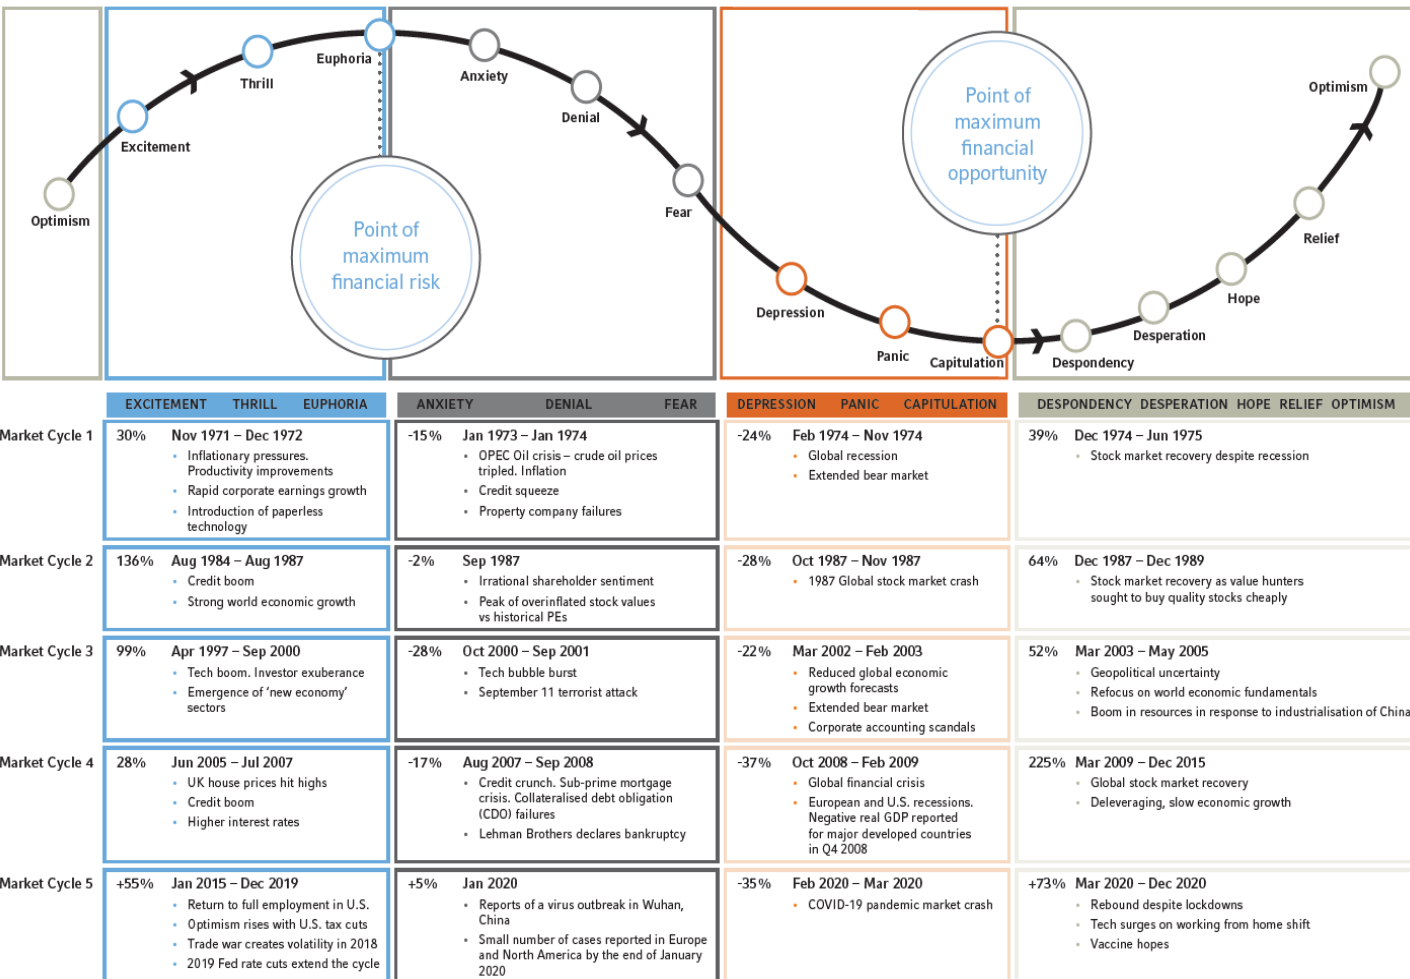 Optimism
Excitement
Thrill
Euphoria
Anxiety
Denial
Fear
Depression
Panic
Capitulation
Despondency
Desperation
Hope
Relief
Optimism
Point of
maximum
financial risk
Point of
maximum
financial
opportunity
EXCITEMENT THRILL EUPHORIA
ANXIETY DENIAL FEAR
DEPRESSION PANIC CAPITULATION
DESPONDENCY DESPERATION HOPE RELIEF OPTIMISM
Market Cycle 1
30% Nov 1971 – Dec 1972
• Inflationary pressures.
Productivity improvements
• Rapid corporate earnings growth
• Introduction of paperless
technology
-15% Jan 1973 – Jan 1974
• OPEC Oil crisis – crude oil prices
tripled. Inflation
• Credit squeeze
• Property company failures
-24% Feb 1974 – Nov 1974
• Global recession
• Extended bear market
39% Dec 1974 – Jun 1975
• Stock market recovery despite recession
Market Cycle 2
136% Aug 1984 – Aug 1987
• Credit boom
• Strong world economic growth
-2% Sep 1987
• Irrational shareholder sentiment
• Peak of overinflated stock values
vs historical PEs
-28% Oct 1987 – Nov 1987
• 1987 Global stock market crash
64% Dec 1987 – Dec 1989
• Stock market recovery as value hunters
sought to buy quality stocks cheaply
Market Cycle 3
99% Apr 1997 – Sep 2000
• Tech boom. Investor exuberance
• Emergence of ‘new economy’
sectors
-28% Oct 2000 – Sep 2001
• Tech bubble burst
• September 11 terrorist attack
-22% Mar 2002 – Feb 2003
• Reduced global economic
growth forecasts
• Extended bear market
• Corporate accounting scandals
52% Mar 2003 – May 2005
• Geopolitical uncertainty
• Refocus on world economic fundamentals
• Boom in resources in response to industrialisation of China
Market Cycle 4
28% Jun 2005 – Jul 2007
• UK house prices hit highs
• Credit boom
• Higher interest rates
-17% Aug 2007 – Sep 2008
• Credit crunch. Sub-prime mortgage
crisis. Collateralised debt obligation
(CDO) failures
• Lehman Brothers declares bankruptcy
-37% Oct 2008 – Feb 2009
• Global financial crisis
• European and U.S. recessions.
Negative real GDP reported
for major developed countries
in Q4 2008
225% Mar 2009 – Dec 2015
• Global stock market recovery
• Deleveraging, slow economic growth
Market Cycle 5
+55% Jan 2015 – Dec 2019
• Return to full employment in U.S.
• Optimism rises with U.S. tax cuts
• Trade war creates volatility in 2018
• 2019 Fed rate cuts extend the cycle
+5% Jan 2020
• Reports of a virus outbreak in Wuhan,
China
• Small number of cases reported in Europe
and North America by the end of January
2020
-35% Feb 2020 – Mar 2020
• COVID-19 pandemic market crash
+73% Mar 2020 – Dec 2020
• Rebound despite lockdowns
• Tech surges on working from home shift
• Vaccine hopes